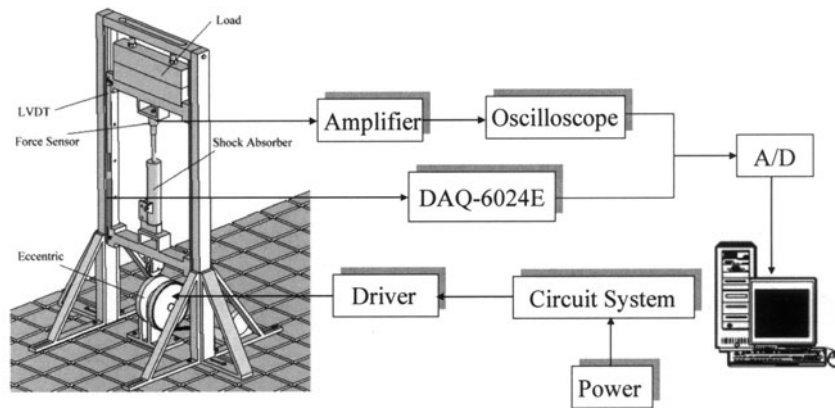 Load
LVDT
Force Sensor
Shock Absorber
Eccentric
Amplifier
Oscilloscope
A/D
DAQ-6024E
Driver
Circuit System
Power